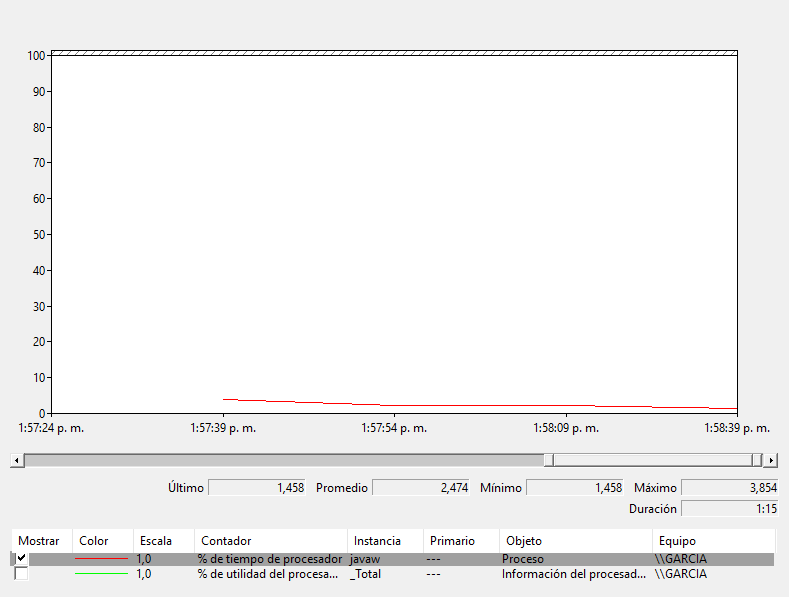 100
90
80
70
60
50
40
30
20
10
0
1:57:24 p. m. 1:57:39 p. m. 1:57:54 p. m. 1:58:09 p. m. 1:58:39 p. m.
Último 1,458 Promedio 2,474 Mínimo 1,458 Máximo 3,854
Duración 1:15
Mostrar Color Escala Contador Instancia Primario Objeto Equipo
1,0 % de tiempo de procesador javaw --- Proceso \\GARCIA
1,0 % de utilidad del procesa... _Total --- Información del procesad... \\GARCIA